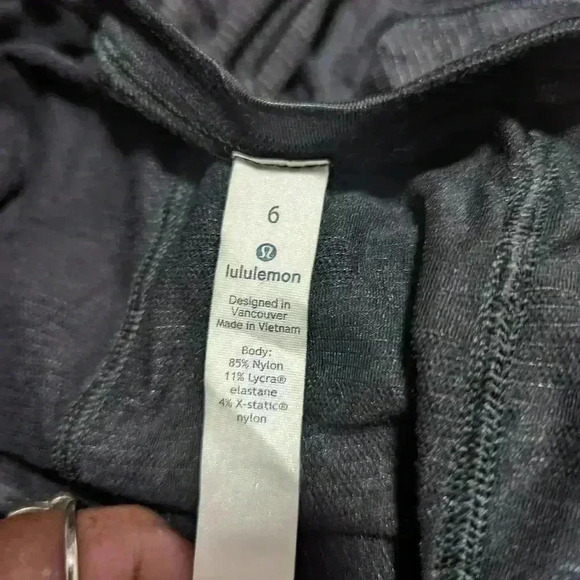 6
lululemon
Designed in
Vancouver
Made in Vietnam
Body:
85% Nylon
11% Lycra®
elastane
4% X-static®
nylon